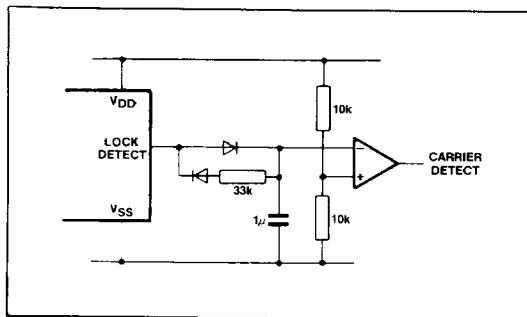 VDD
10k
LOCK
DETECT
CARRIER
DETECT
33k
VSS
1μ
10k
−
+